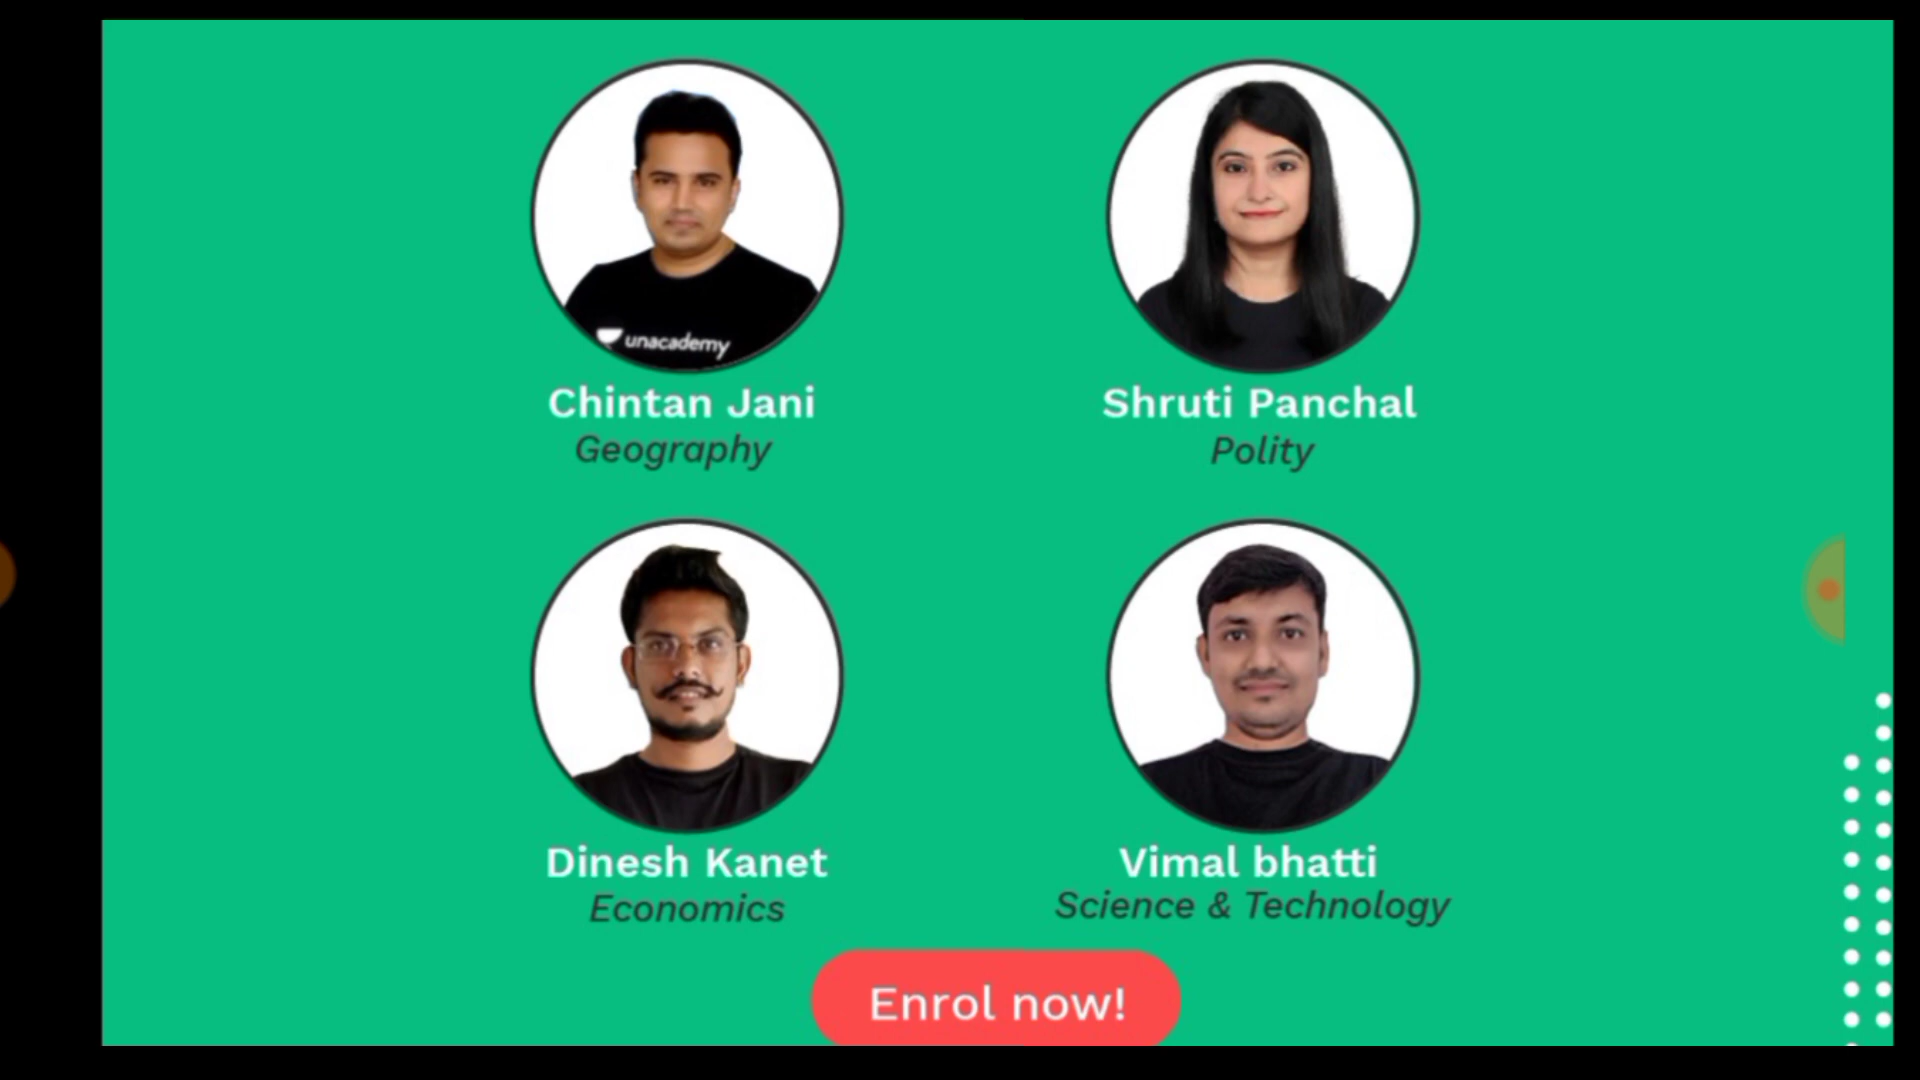 unacademy
Chintan Jani
Geography
Shruti Panchal
Polity
Dinesh Kanet
Economics
Vimal bhatti
Science & Technology
Enrol now!